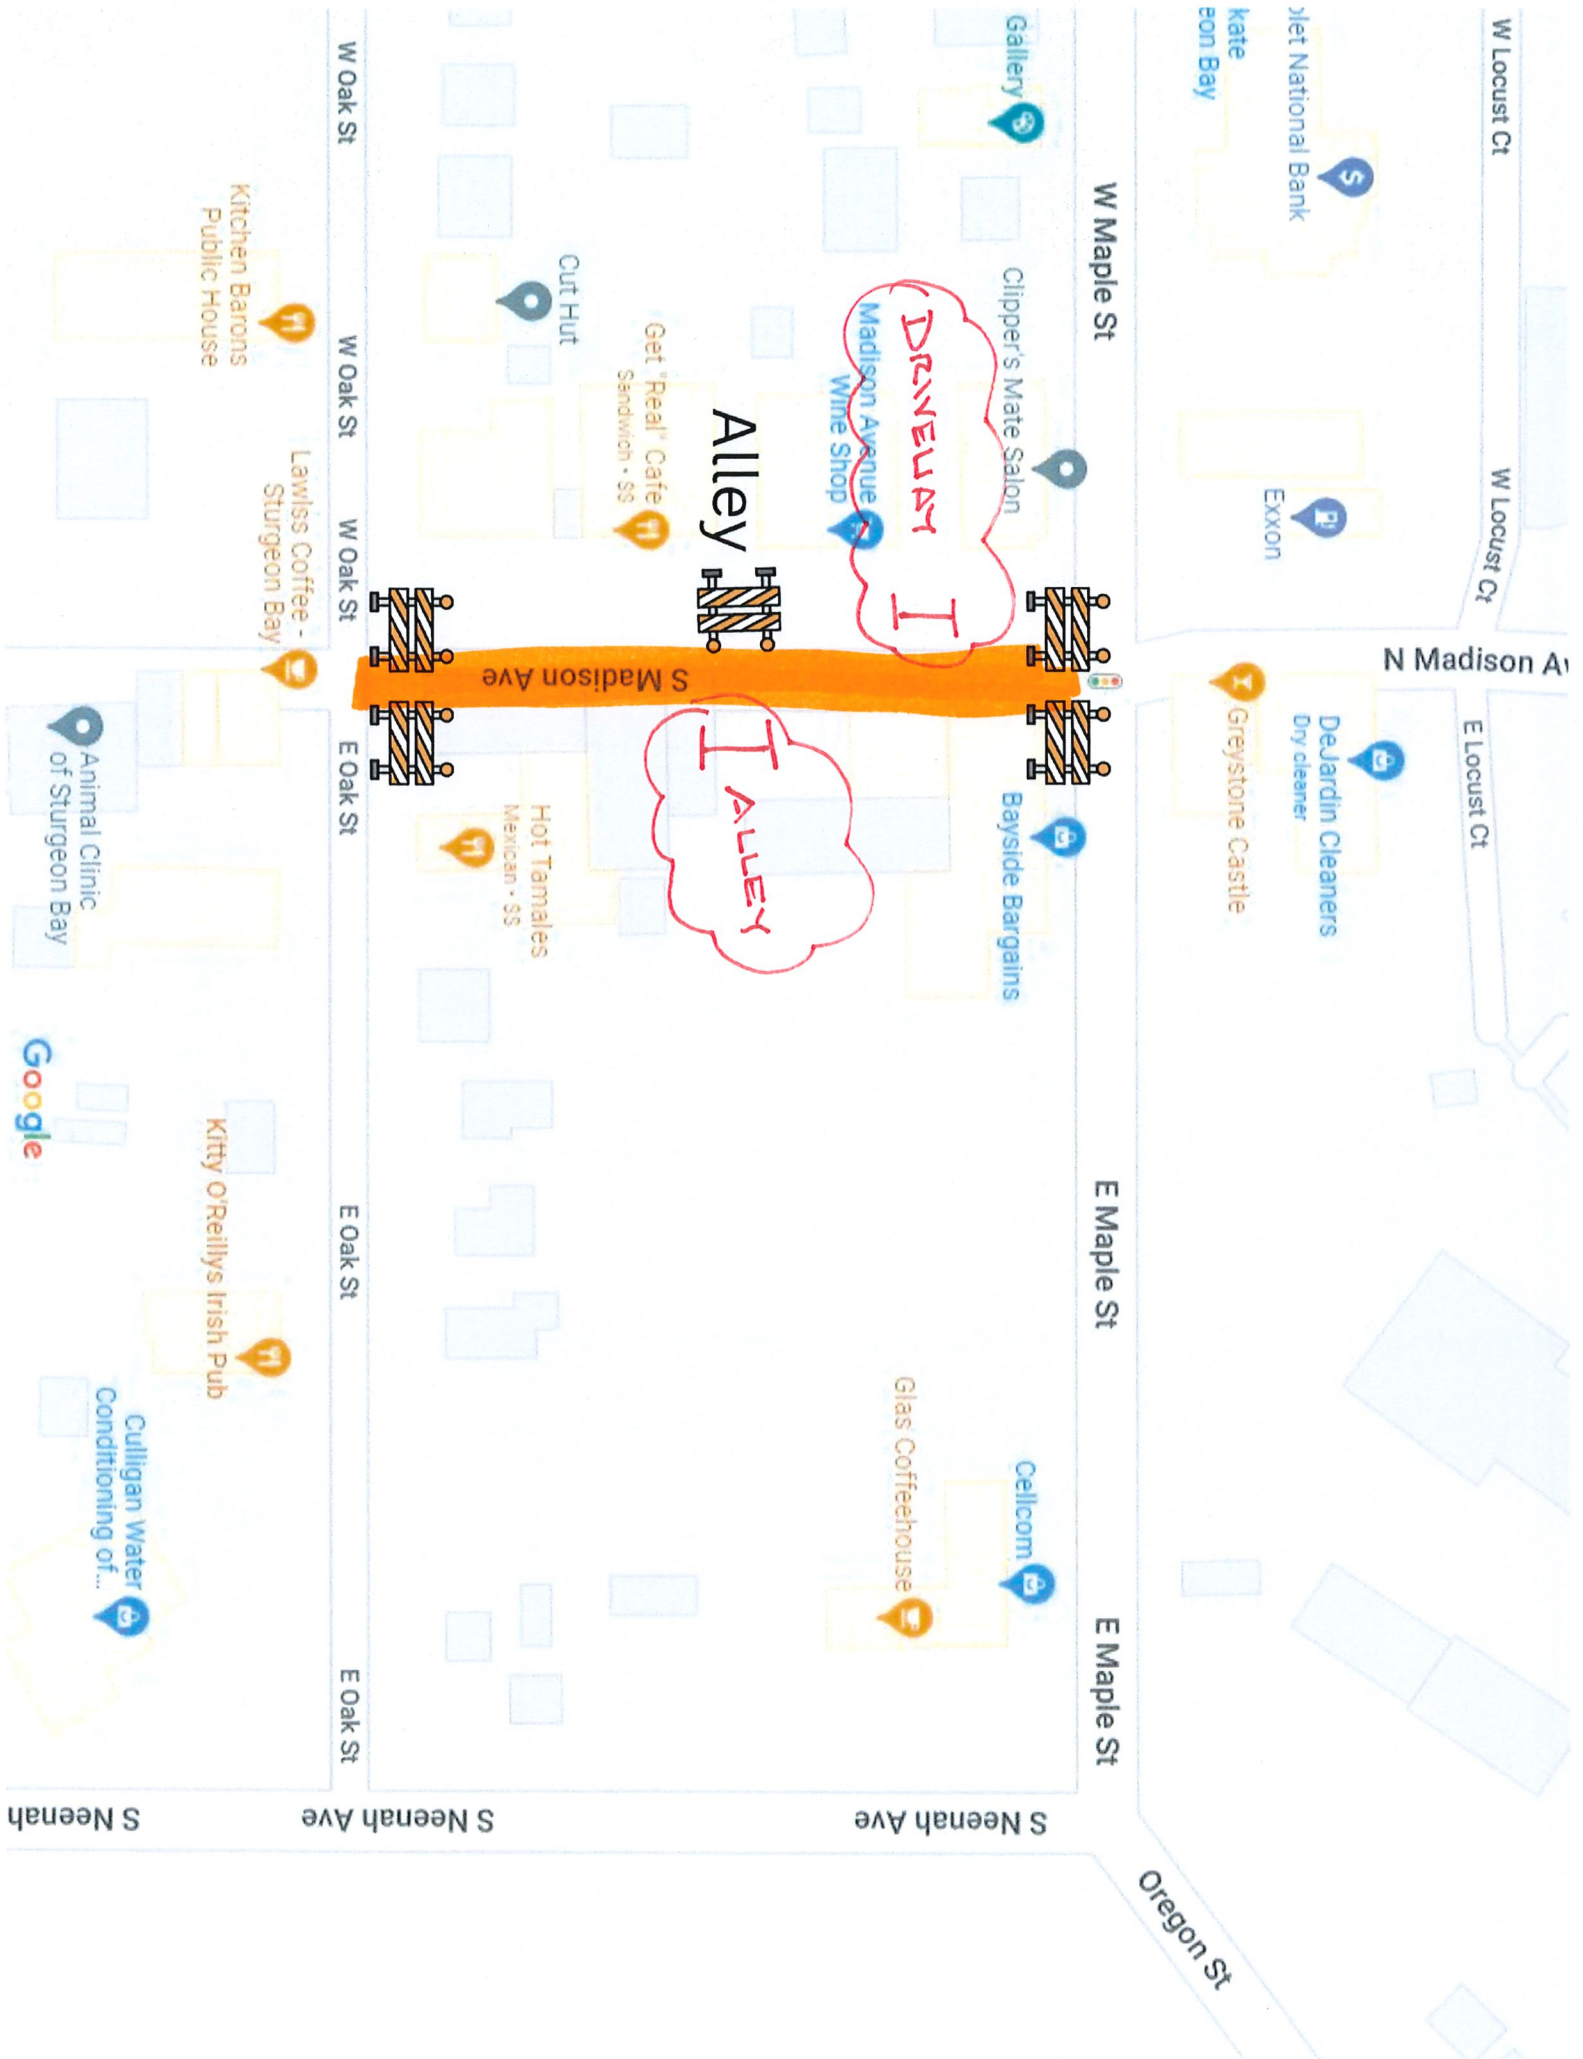 W Locust Ct
W Locust Ct
E Locust Ct
N Madison Av
olet National Bank
kate
eon Bay
Exxon
DeJardin Cleaners
Dry cleaner
Greystone Castle
Oregon St
W Maple St
E Maple St
E Maple St
Gallery
Clipper's Mate Salon
DRIVEWAY
Madison Avenue
Wine Shop
Bayside Bargains
Cellcom
Glas Coffeehouse
Alley
ALLEY
S Madison Ave
Get "Real" Cafe
Sandwich · $$
Cut Hut
Hot Tamales
Mexican · $$
W Oak St
W Oak St
W Oak St
E Oak St
E Oak St
E Oak St
S Neenah Ave
S Neenah Ave
S Neenah
Kitchen Barons
Public House
Lawlss Coffee -
Sturgeon Bay
Animal Clinic
of Sturgeon Bay
Kitty O'Reillys Irish Pub
Culligan Water
Conditioning of...
Google